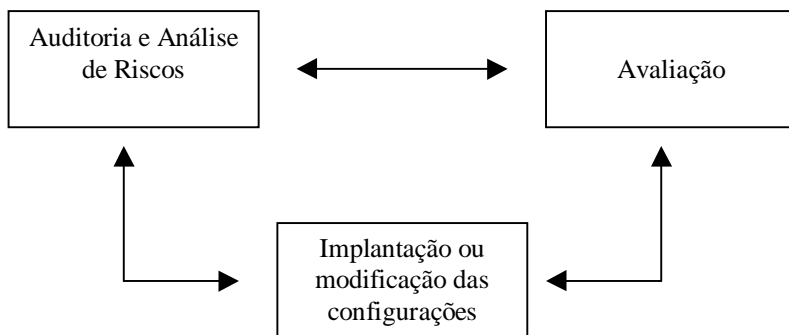 Auditoria e Análise
de Riscos
Avaliação
Implantação ou
modificação das
configurações